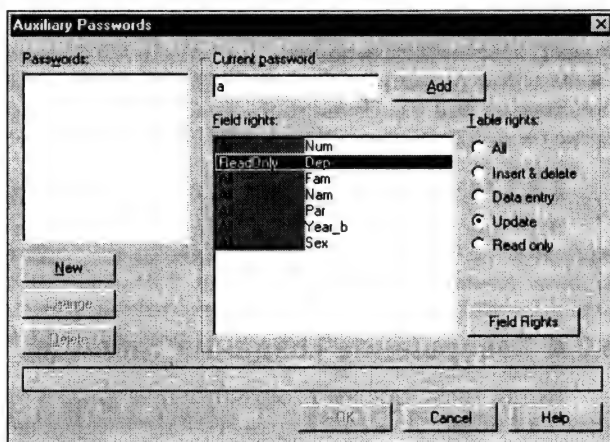 Auxiliary Passwords
Passwords:
Current password
a
Add
Field rights:
Table rights:
Num
ReadOnly Dep
Fam
Nam
Par
Year_b
Sex
All
Insert & delete
Data entry
Update
Read only
New
Change
Delete
Field Rights
OK
Cancel
Help